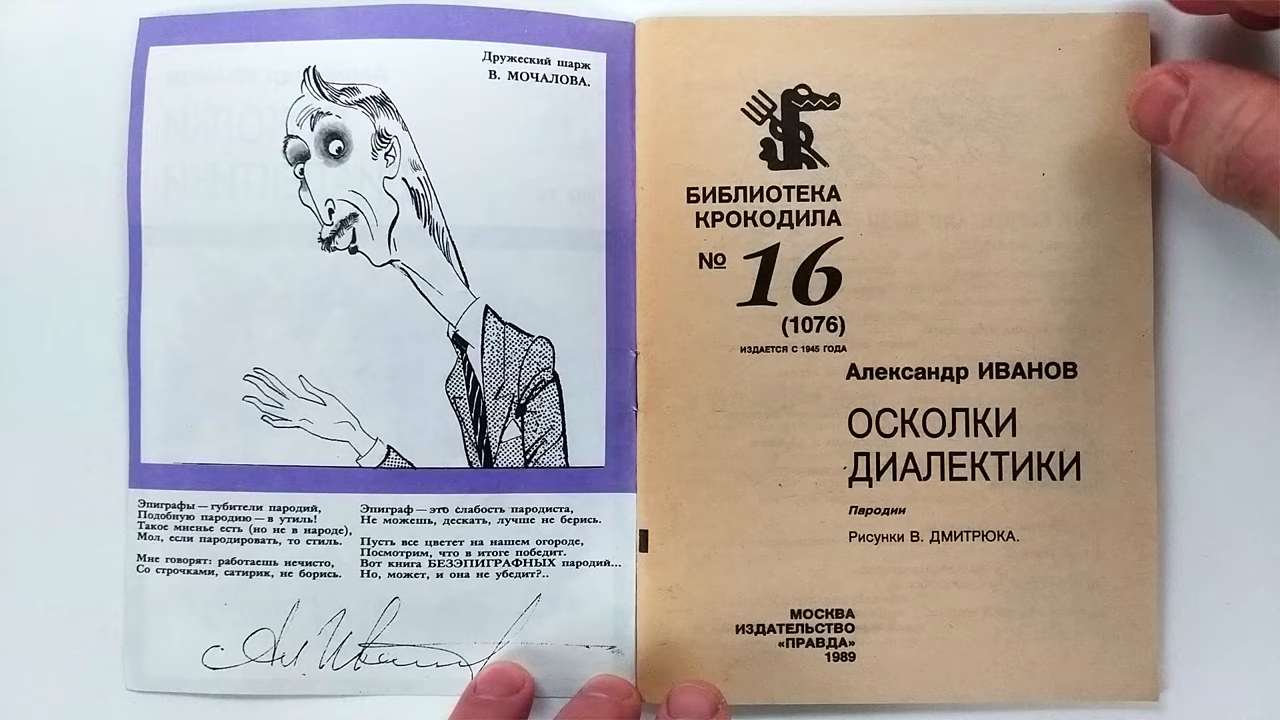 Дружеский шарж
В. МОЧАЛОВА.
Эпиграфы — губители пародий,
Подобную пародию — в утиль!
Такое мненье есть (но не в народе),
Мол, если пародировать, то стиль.
Мне говорят: работаешь нечисто,
Со строчками, сатирик, не борись.
Эпиграф — это слабость пародиста,
Не можешь, дескать, лучше не берись.
Пусть все цветет на нашем огороде,
Посмотрим, что в итоге победит.
Вот книга БЕЗЭПИГРАФНЫХ пародий...
Но, может, и она не убедит?..
Ал. Иванов
БИБЛИОТЕКА
КРОКОДИЛА
№ 16
(1076)
ИЗДАЕТСЯ С 1945 ГОДА
Александр ИВАНОВ
ОСКОЛКИ
ДИАЛЕКТИКИ
Пародии
Рисунки В. ДМИТРЮКА.
МОСКВА
ИЗДАТЕЛЬСТВО
«ПРАВДА»
1989